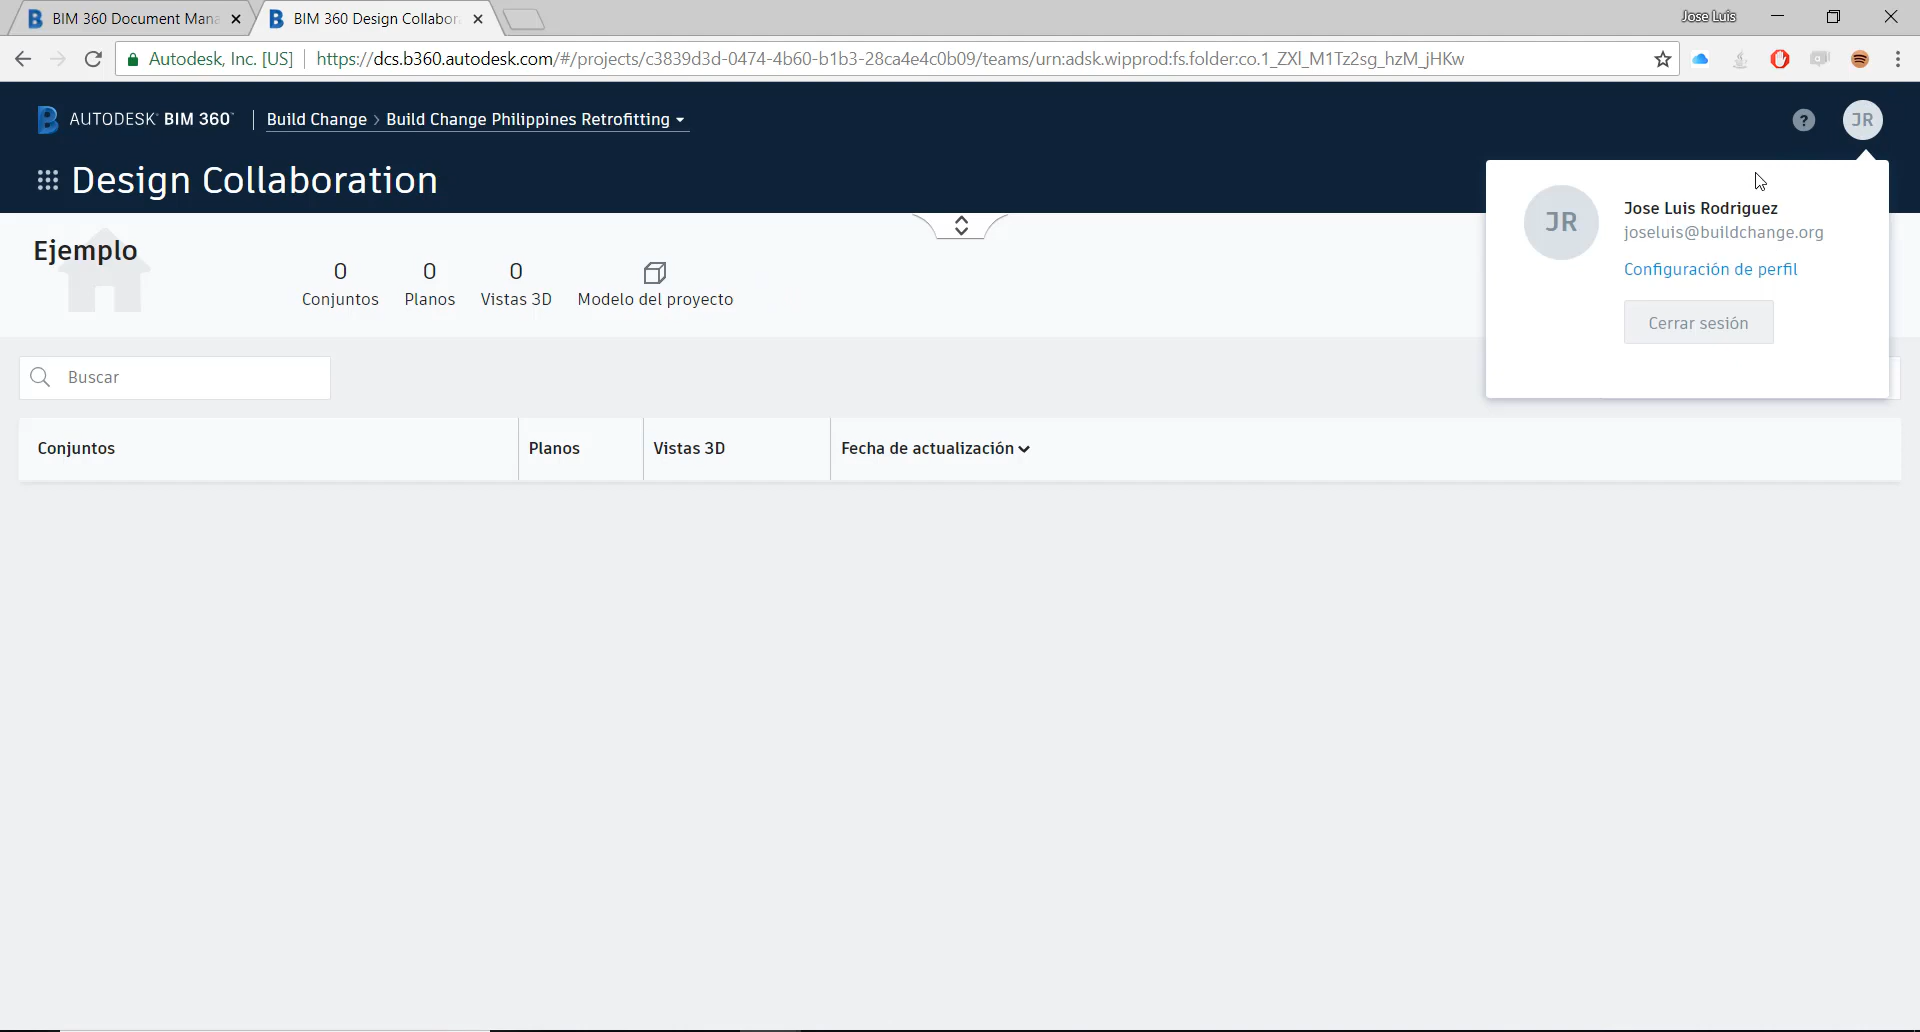 BIM 360 Document Mana
BIM 360 Design Collabor
Jose Luis
Autodesk, Inc. [US]
https://dcs.b360.autodesk.com/#/projects/c3839d3d-0474-4b60-b1b3-28ca4e4c0b09/teams/urn:adsk.wipprod:fs.folder:co.1_ZXl_M1Tz2sg_hzM_jHKw
AUTODESK BIM 360
Build Change > Build Change Philippines Retrofitting
?
JR
Design Collaboration
JR
Jose Luis Rodriguez
joseluis@buildchange.org
Configuración de perfil
Cerrar sesión
Ejemplo
0 0 0
Conjuntos Planos Vistas 3D Modelo del proyecto
Buscar
Conjuntos Planos Vistas 3D Fecha de actualización